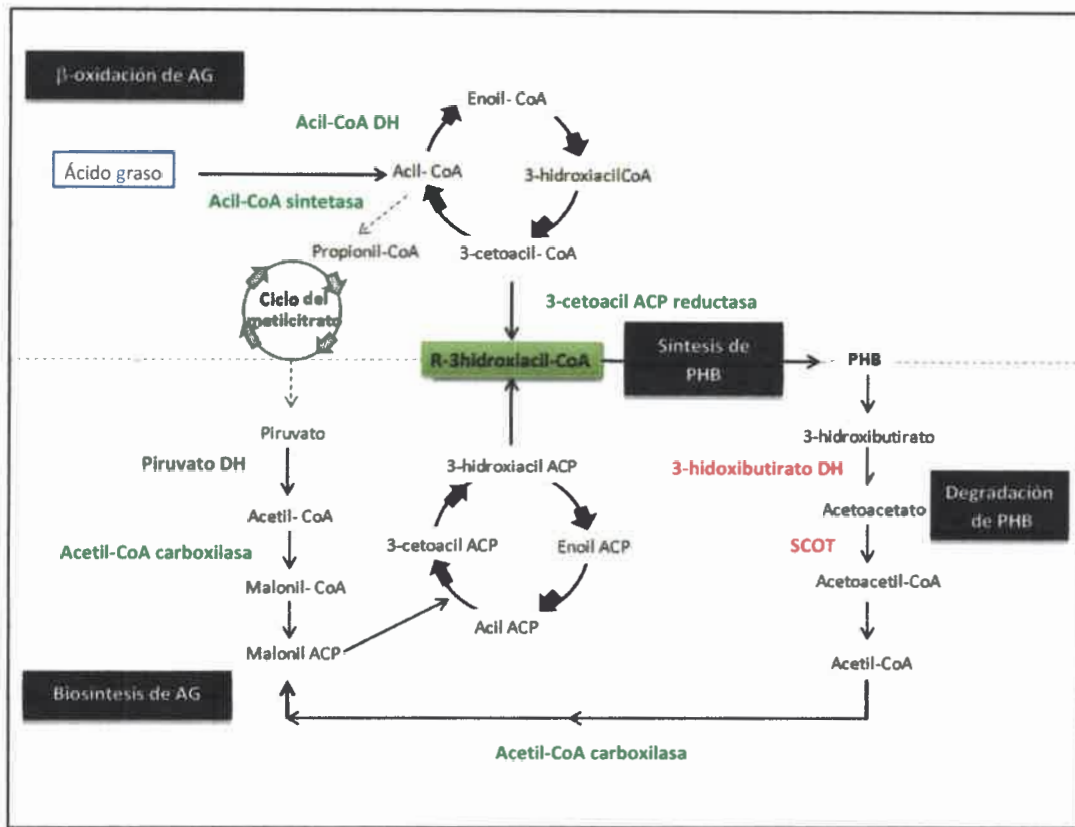 β-oxidación de AG
Enoil- CoA
Acil-CoA DH
Ácido graso
Acil- CoA
3-hidroxiacilCoA
Acil-CoA sintetasa
Propionil-CoA
3-cetoacil- CoA
Ciclo del
metilcitrato
3-cetoacil ACP reductasa
R-3hidroxiacil-CoA
Síntesis de
PHB
PHB
Piruvato
3-hidroxibutirato
Piruvato DH
3-hidroxiacil ACP
3-hidoxibutirato DH
Acetil- CoA
Acetoacetato
Degradación
de PHB
3-cetoacil ACP
Enoil ACP
Acetil-CoA carboxilasa
SCOT
Malonil- CoA
Acetoacetil-CoA
Acil ACP
Malonil ACP
Acetil-CoA
Biosíntesis de AG
Acetil-CoA carboxilasa